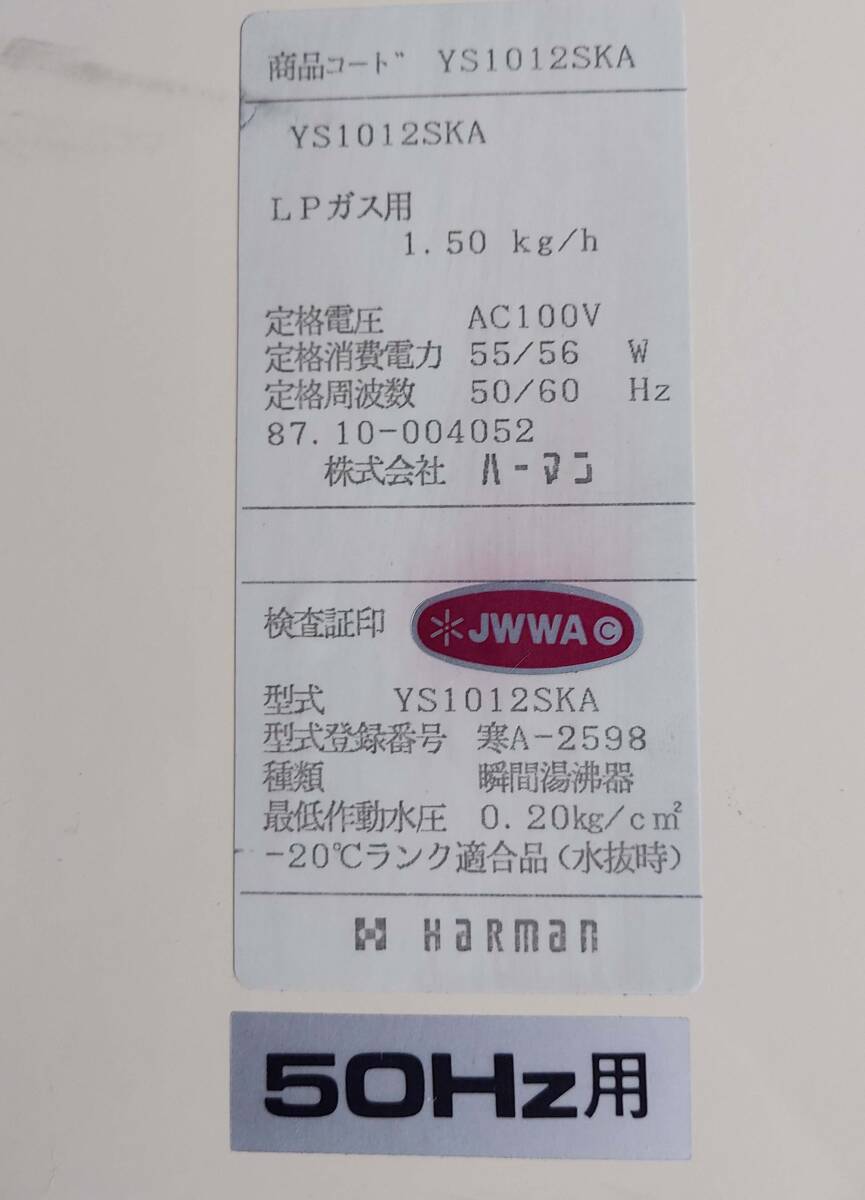 商品コード YS1012SKA
YS1012SKA
LPガス用
1.50 kg/h
定格電圧 AC100V
定格消費電力 55/56 W
定格周波数 50/60 Hz
87.10-004052
株式会社 ハーマン
検査証印 JWWA©
型式 YS1012SKA
型式登録番号 寒A-2598
種類 瞬間湯沸器
最低作動水圧 0.20kg/cm²
-20℃ランク適合品(水抜時)
HARMAN
50Hz用